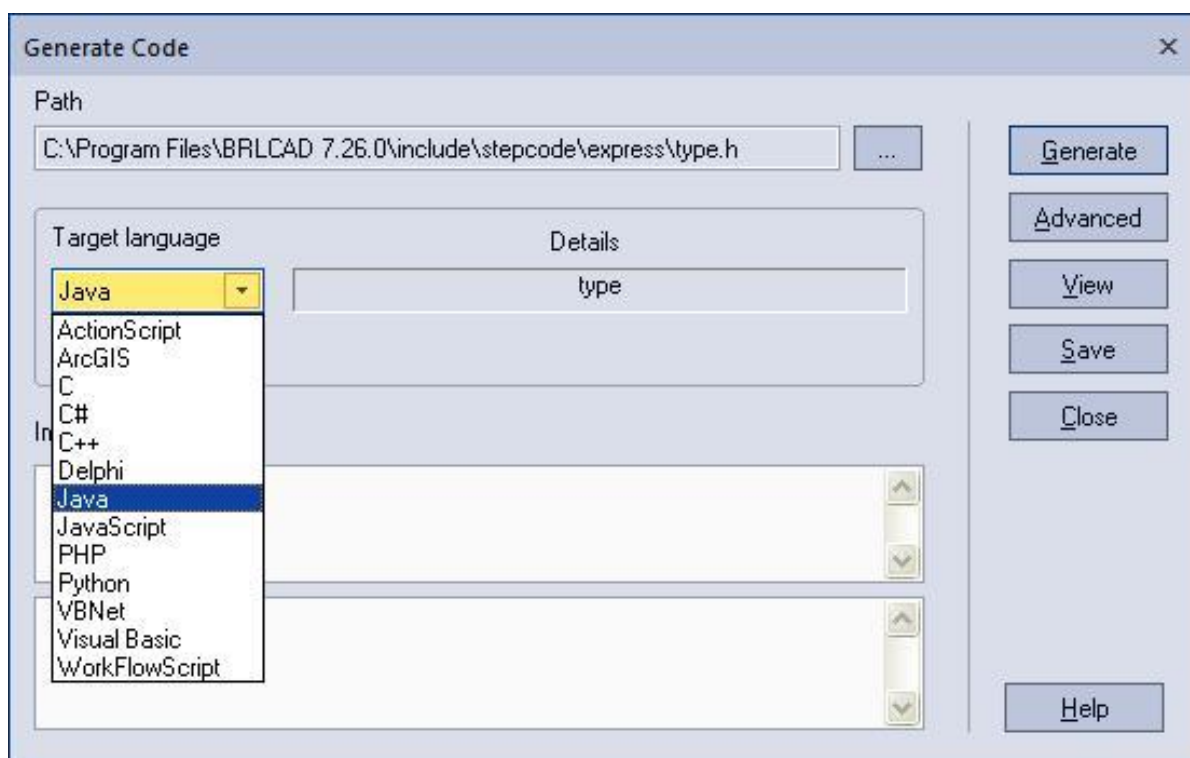 Generate Code
Path
C:\Program Files\BRLCAD 7.26.0\include\stepcode\express\type.h
...
Generate
Target language
Details
Advanced
Java
type
View
ActionScript
ArcGIS
C
C#
C++
Delphi
Java
JavaScript
PHP
Python
VBNet
Visual Basic
WorkFlowScript
Save
Close
Help